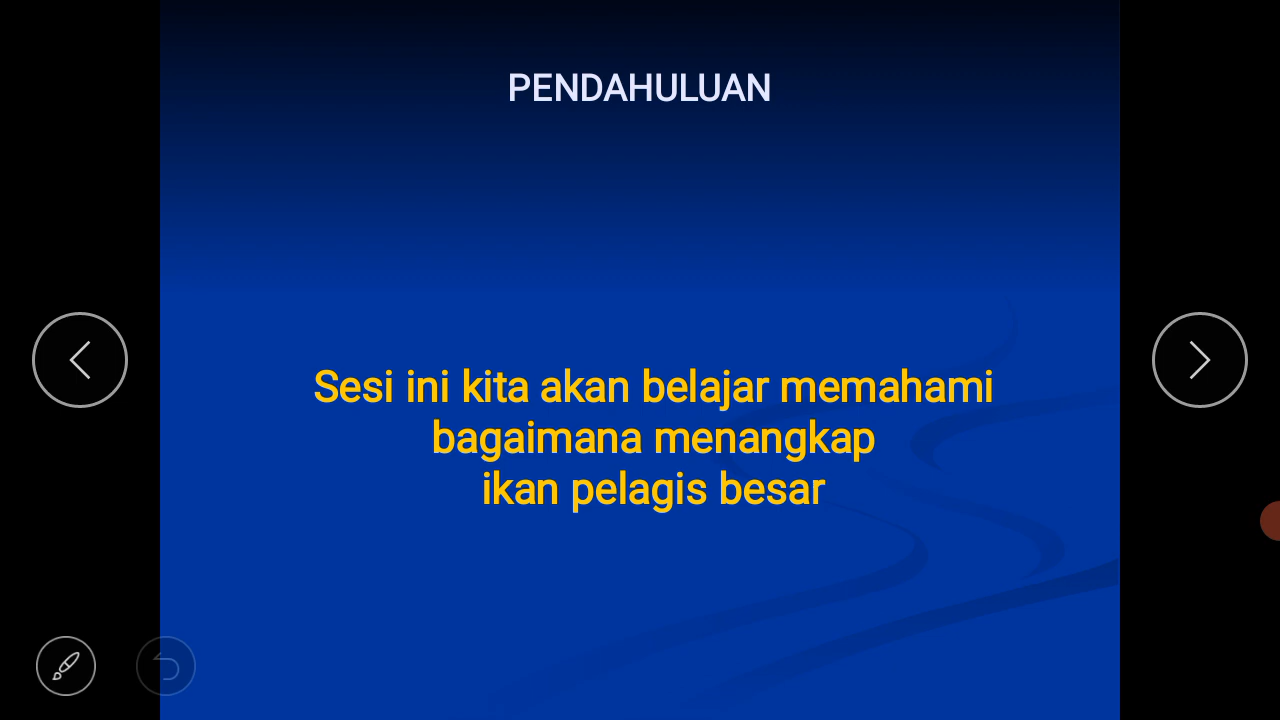 PENDAHULUAN
Sesi ini kita akan belajar memahami
bagaimana menangkap
ikan pelagis besar